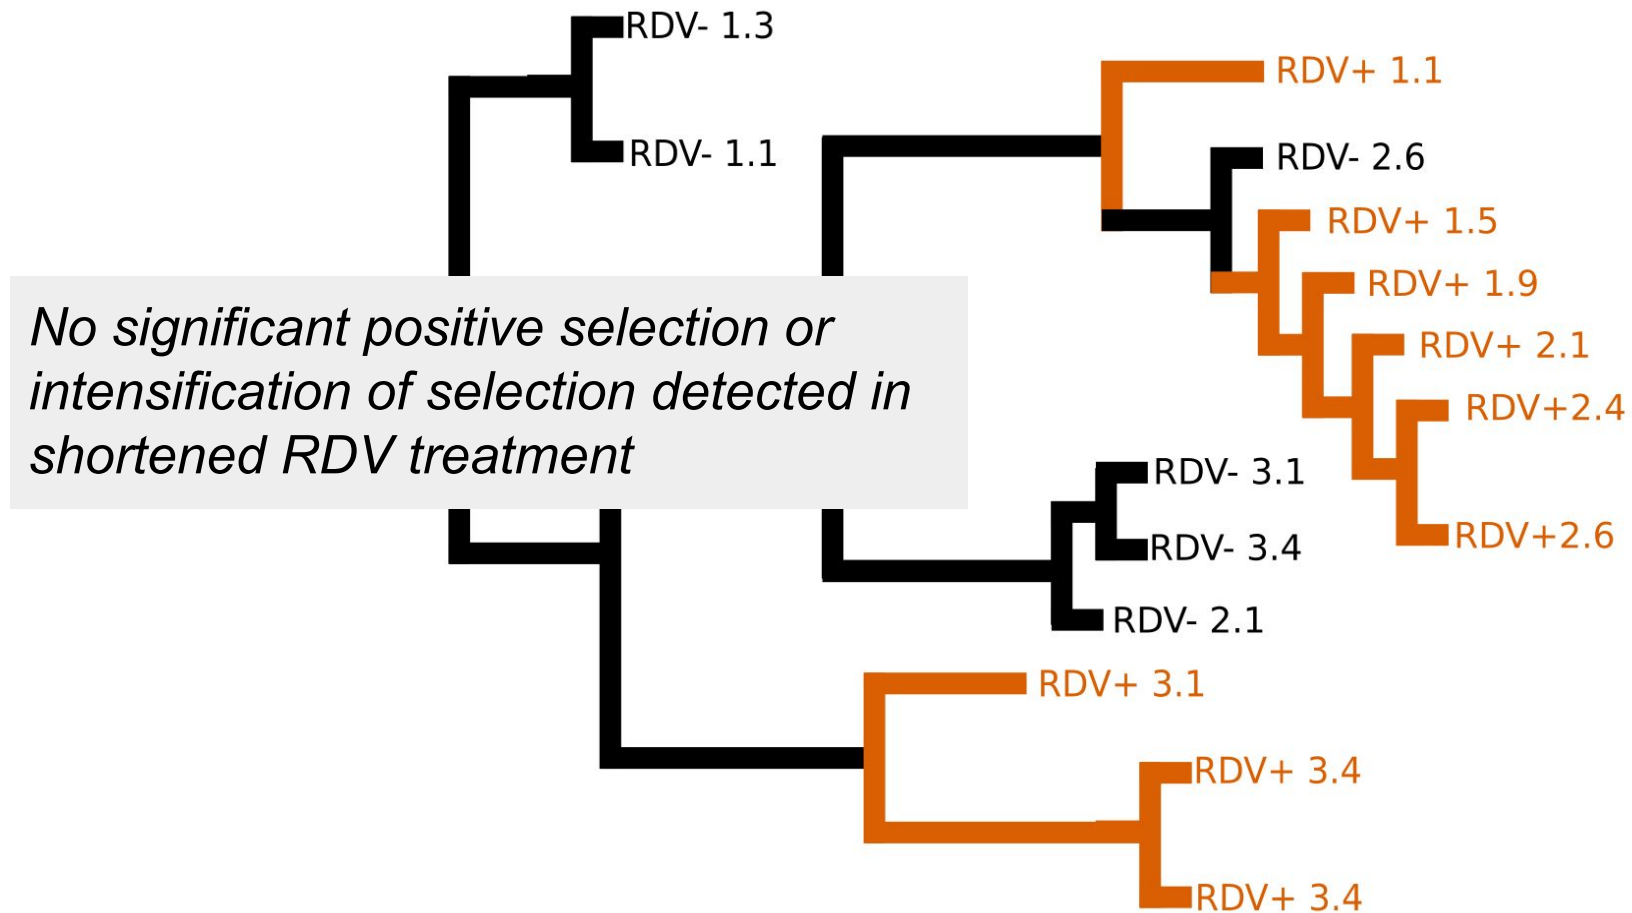 RDV- 1.3
RDV+ 1.1
RDV- 1.1
RDV- 2.6
RDV+ 1.5
RDV+ 1.9
No significant positive selection or
intensification of selection detected in
shortened RDV treatment
RDV+ 2.1
RDV+2.4
RDV- 3.1
RDV+2.6
RDV- 3.4
RDV- 2.1
RDV+ 3.1
RDV+ 3.4
RDV+ 3.4